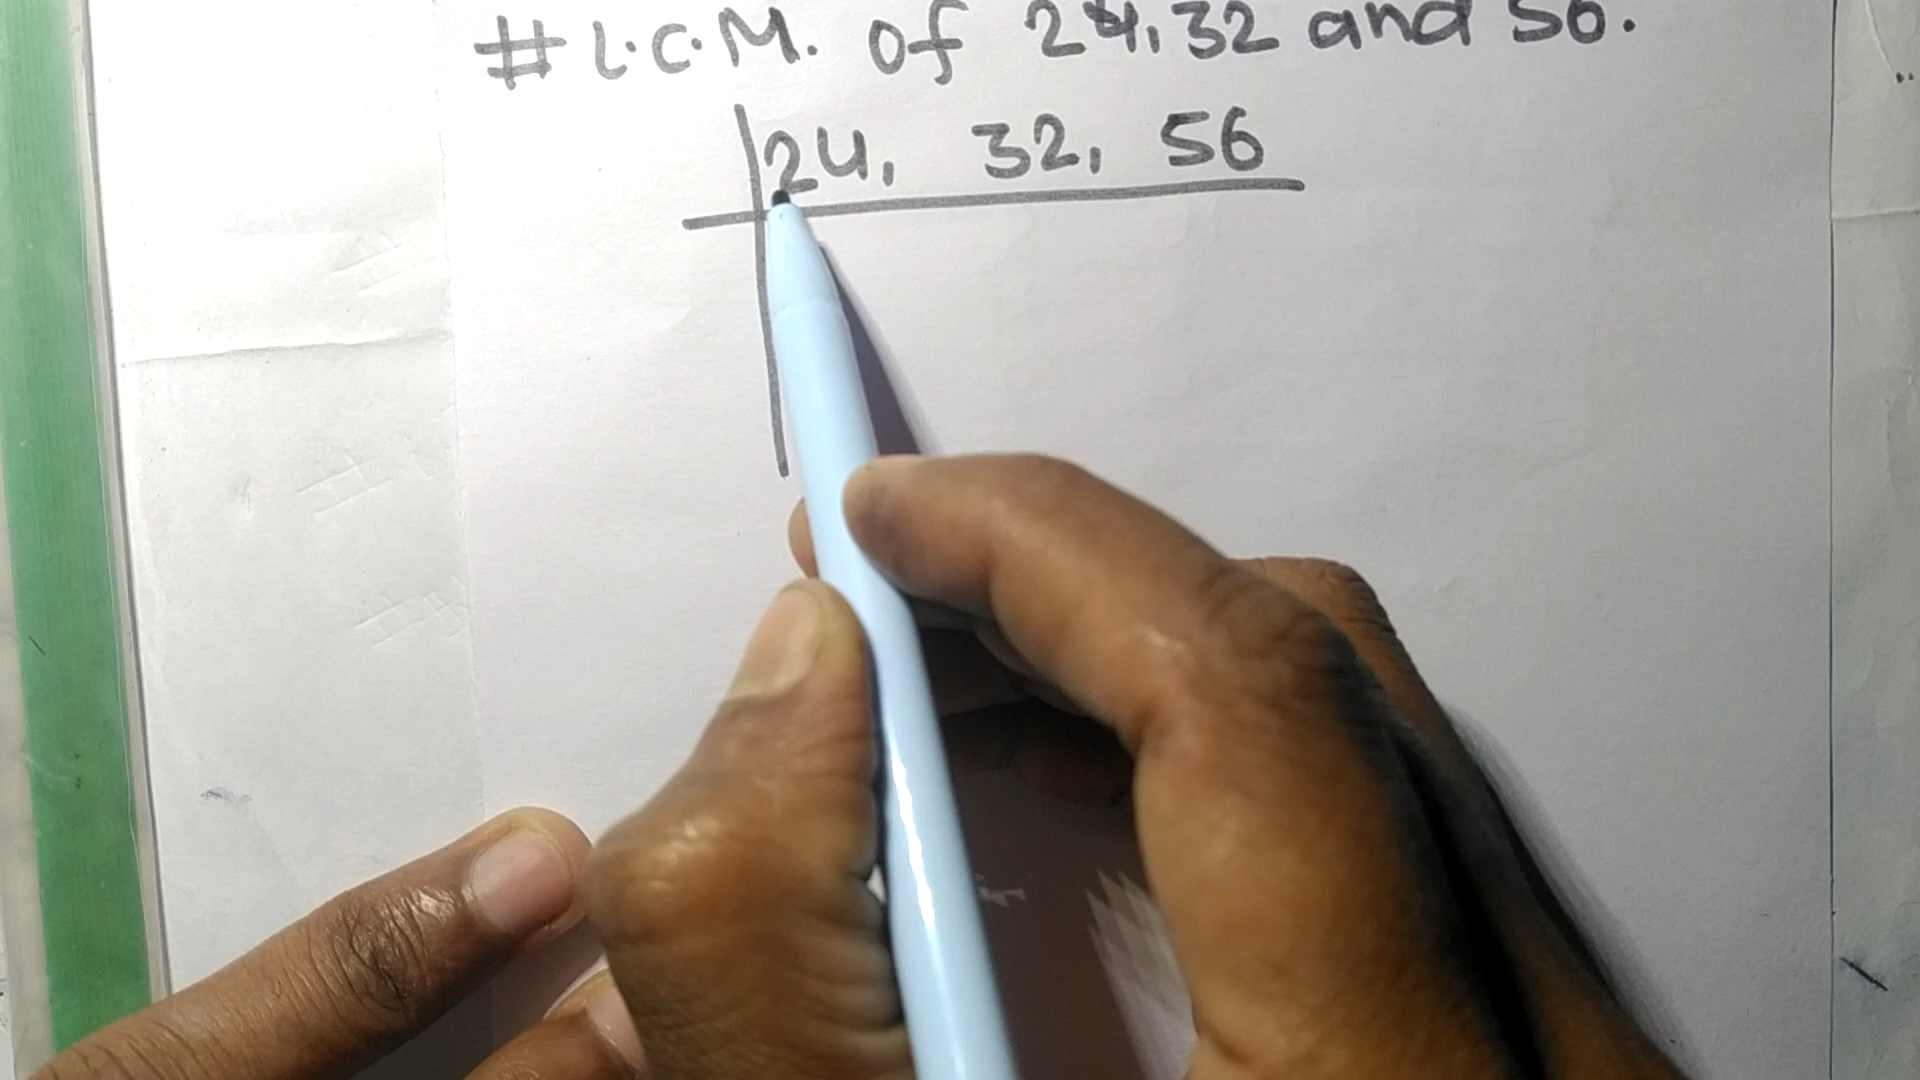 # L.C.M. of 24, 32 and 56.
24, 32, 56